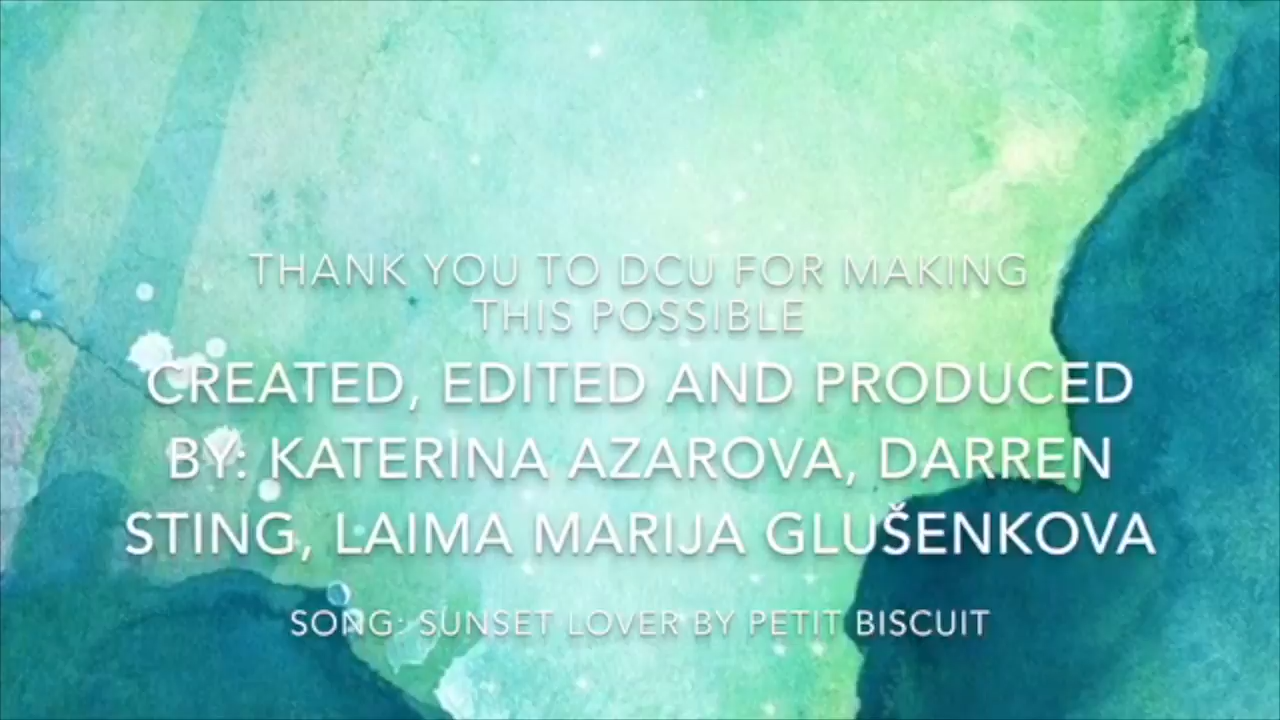 THANK YOU TO DCU FOR MAKING
THIS POSSIBLE
CREATED, EDITED AND PRODUCED
BY: KATERINA AZAROVA, DARREN
STING, LAIMA MARIJA GLUŠENKOVA
SONG: SUNSET LOVER BY PETIT BISCUIT